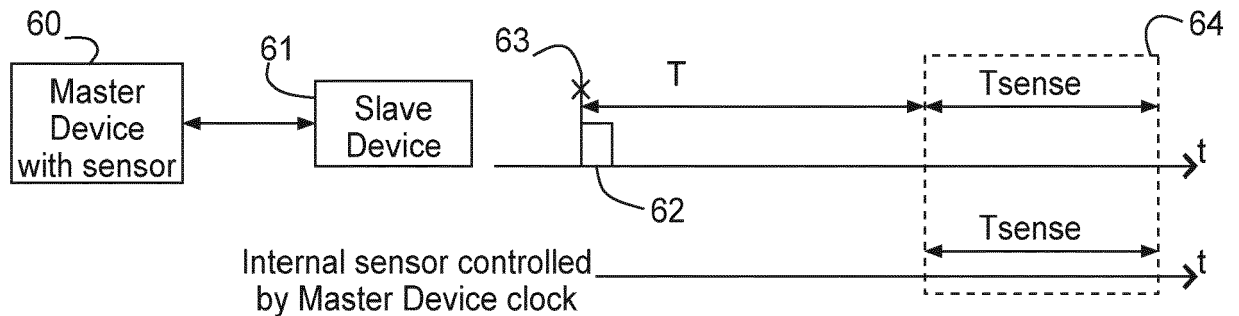 60
Master
Device
with sensor
61
Slave
Device
63
T
Tsense
64
t
62
Tsense
t
Internal sensor controlled
by Master Device clock